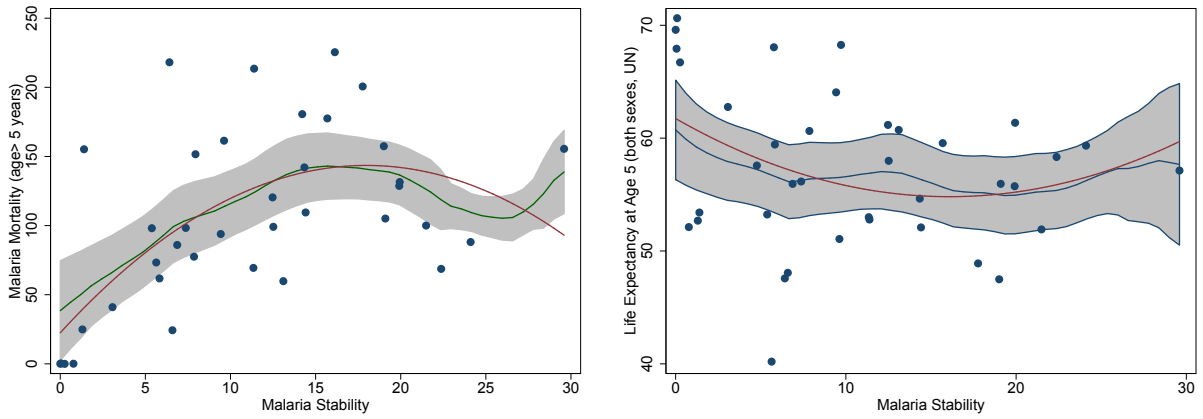 Malaria Mortality (age> 5 years)
250
200
150
100
50
0
0 5 10 15 20 25 30
Malaria Stability
Life Expectancy at Age 5 (both sexes, UN)
70
60
50
40
0 10 20 30
Malaria Stability